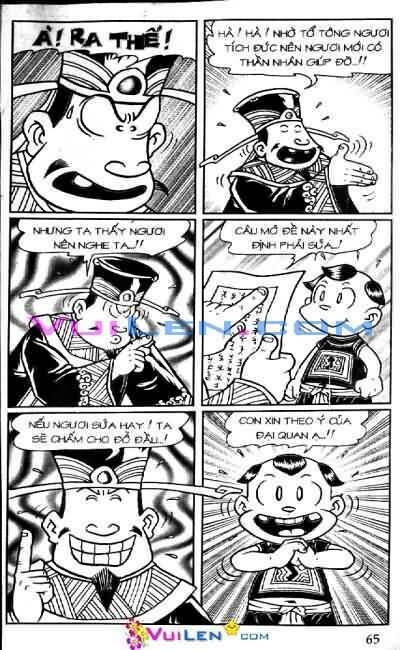 À! RA THẾ!
HÀ! HÀ! NHỜ TỔ TÔNG NGƯƠI
TÍCH ĐỨC NÊN NGƯƠI MỚI CÓ
THẦN NHÂN GIÚP ĐỠ..!!
NHƯNG TA THẤY NGƯƠI
NÊN NGHE TA...!!
CÂU MỞ ĐỀ NÀY NHẤT
ĐỊNH PHẢI SỬA...!
VUILEN.COM
NẾU NGƯƠI SỬA HAY! TA
SẼ CHẤM CHO ĐỖ ĐẦU..!
CON XIN THEO Ý CỦA
ĐẠI QUAN Ạ..!!
65
VUILEN.COM